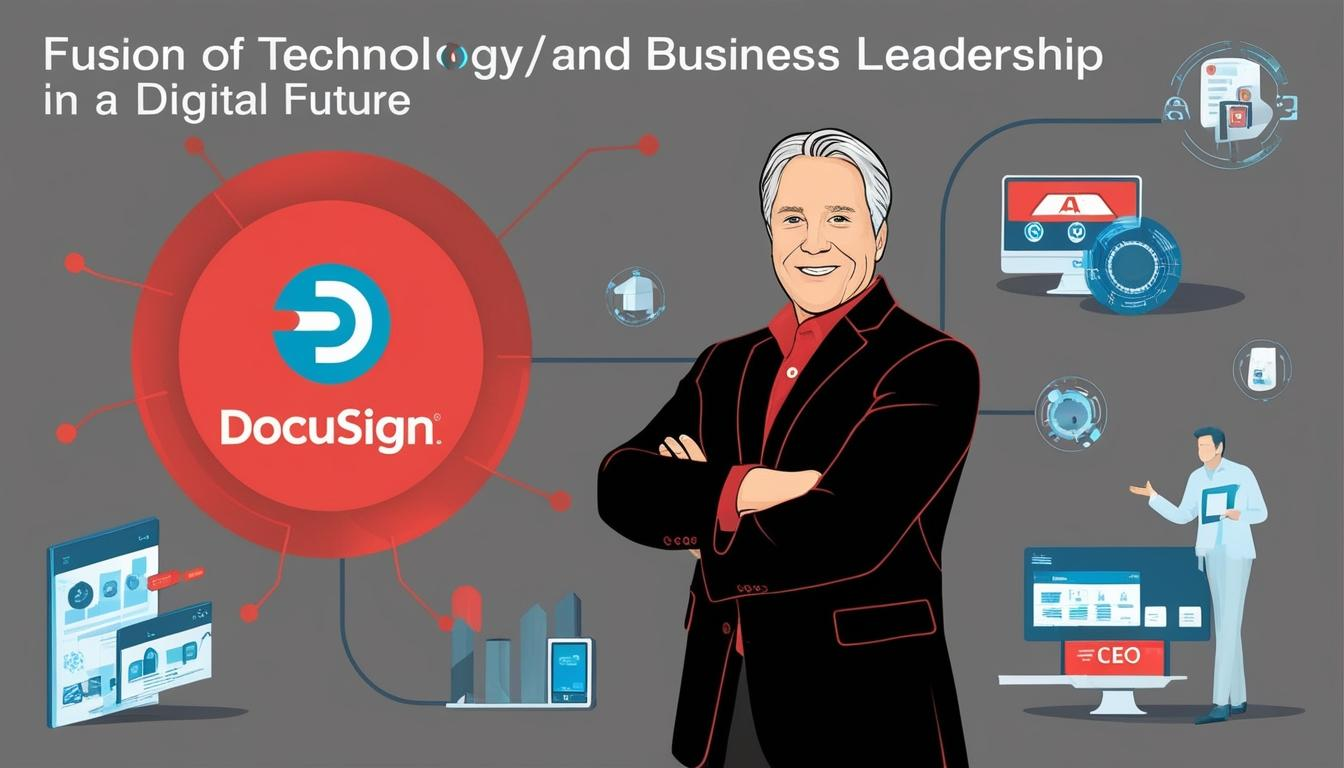 Fusion of Technology/and Business Leadership
in a Digital Future
DocuSign®
A
CEO